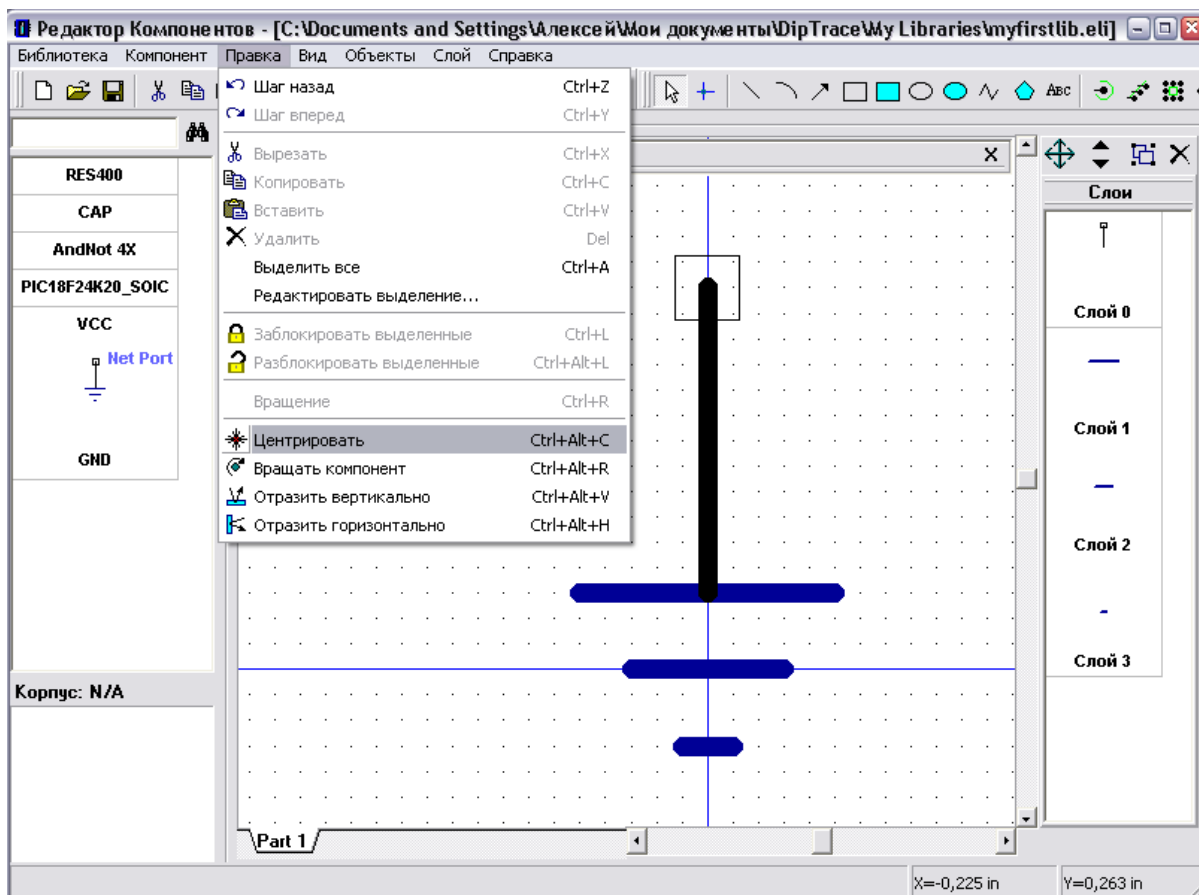 Редактор Компонентов - [C:\Documents and Settings\Алексей\Мои документы\DipTrace\My Libraries\myfirstlib.eli]
Библиотека Компонент Правка Вид Объекты Слой Справка
ABC
Шаг назад Ctrl+Z
Шаг вперед Ctrl+Y
Вырезать Ctrl+X
Копировать Ctrl+C
Вставить Ctrl+V
Удалить Del
Выделить все Ctrl+A
Редактировать выделение...
Заблокировать выделенные Ctrl+L
Разблокировать выделенные Ctrl+Alt+L
Вращение Ctrl+R
Центрировать Ctrl+Alt+C
Вращать компонент Ctrl+Alt+R
Отразить вертикально Ctrl+Alt+V
Отразить горизонтально Ctrl+Alt+H
RES400
CAP
AndNot 4X
PIC18F24K20_SOIC
VCC
Net Port
GND
Корпус: N/A
X
Слои
Слой 0
Слой 1
Слой 2
Слой 3
Part 1
X=-0,225 in
Y=0,263 in